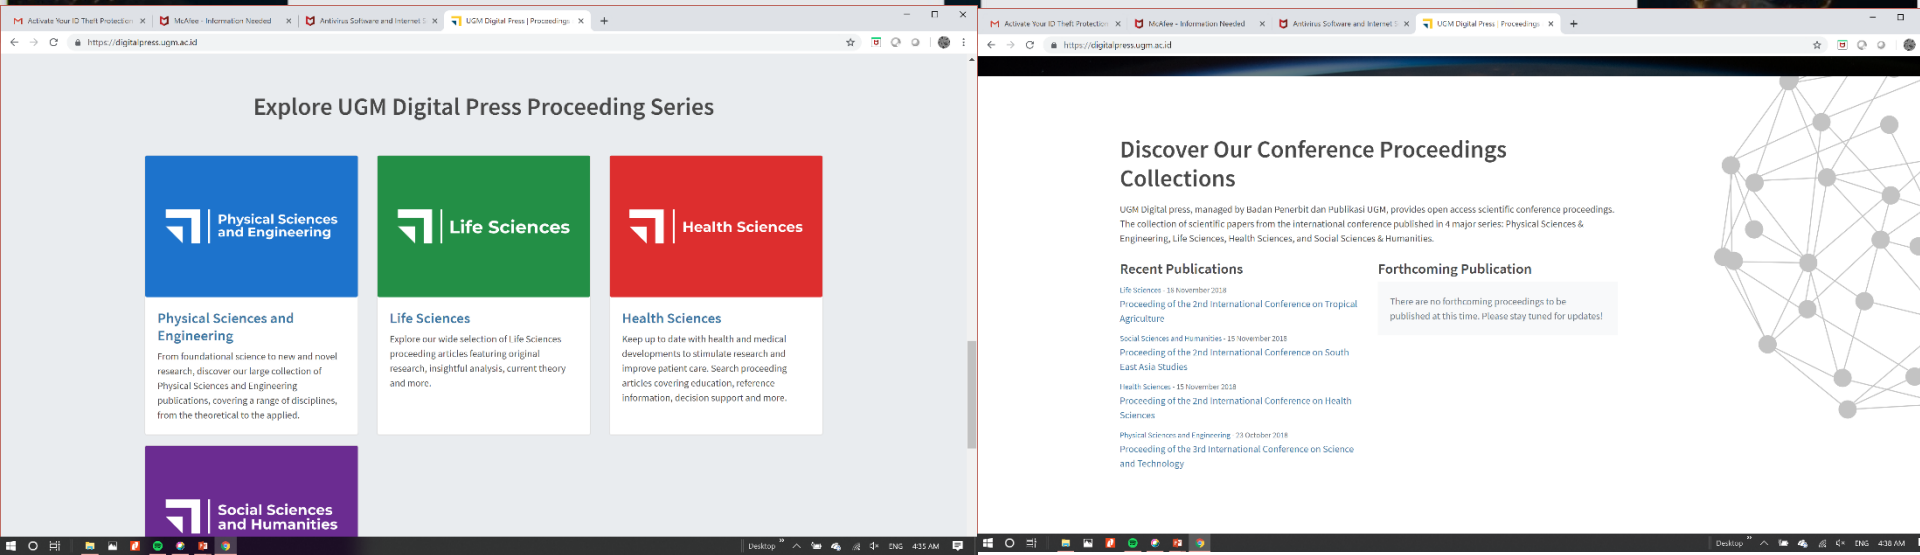 Activate Your ID Theft Protection
McAfee - Information Needed
Antivirus Software and Internet S
UGM Digital Press | Proceedings
https://digitalpress.ugm.ac.id
Explore UGM Digital Press Proceeding Series
Physical Sciences
and Engineering
Life Sciences
Health Sciences
Physical Sciences and
Engineering
From foundational science to new and novel
research, discover our large collection of
Physical Sciences and Engineering
publications, covering a range of disciplines,
from the theoretical to the applied.
Life Sciences
Explore our wide selection of Life Sciences
proceeding articles featuring original
research, insightful analysis, current theory
and more.
Health Sciences
Keep up to date with health and medical
developments to stimulate research and
improve patient care. Search proceeding
articles covering education, reference
information, decision support and more.
Social Sciences
and Humanities
Desktop
ENG
4:35 AM
Activate Your ID Theft Protection
McAfee - Information Needed
Antivirus Software and Internet S
UGM Digital Press | Proceedings
https://digitalpress.ugm.ac.id
Discover Our Conference Proceedings
Collections
UGM Digital press, managed by Badan Penerbit dan Publikasi UGM, provides open access scientific conference proceedings.
The collection of scientific papers from the international conference published in 4 major series: Physical Sciences &
Engineering, Life Sciences, Health Sciences, and Social Sciences & Humanities.
Recent Publications
Life Sciences - 16 November 2018
Proceeding of the 2nd International Conference on Tropical
Agriculture
Social Sciences and Humanities - 15 November 2018
Proceeding of the 2nd International Conference on South
East Asia Studies
Health Sciences - 15 November 2018
Proceeding of the 2nd International Conference on Health
Sciences
Physical Sciences and Engineering - 23 October 2018
Proceeding of the 3rd International Conference on Science
and Technology
Forthcoming Publication
There are no forthcoming proceedings to be
published at this time. Please stay tuned for updates!
Desktop
ENG
4:38 AM